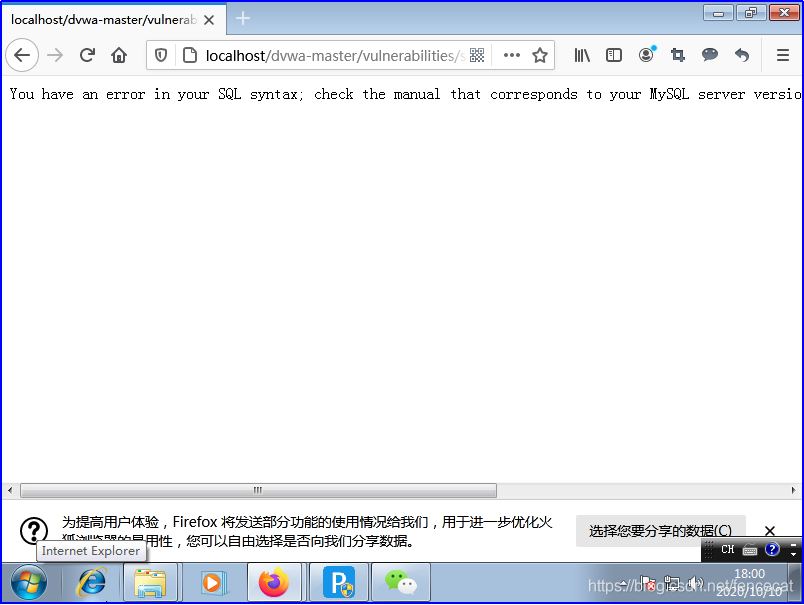 localhost/dvwa-master/vulnerab
localhost/dvwa-master/vulnerabilities/s
You have an error in your SQL syntax; check the manual that corresponds to your MySQL server versio
为提高用户体验，Firefox 将发送部分功能的使用情况给我们，用于进一步优化火
狐浏览器的易用性，您可以自由选择是否向我们分享数据。
选择您要分享的数据(C)
Internet Explorer
CH
18:00
2020/10/10
https://blog.csdn.net/fencecat